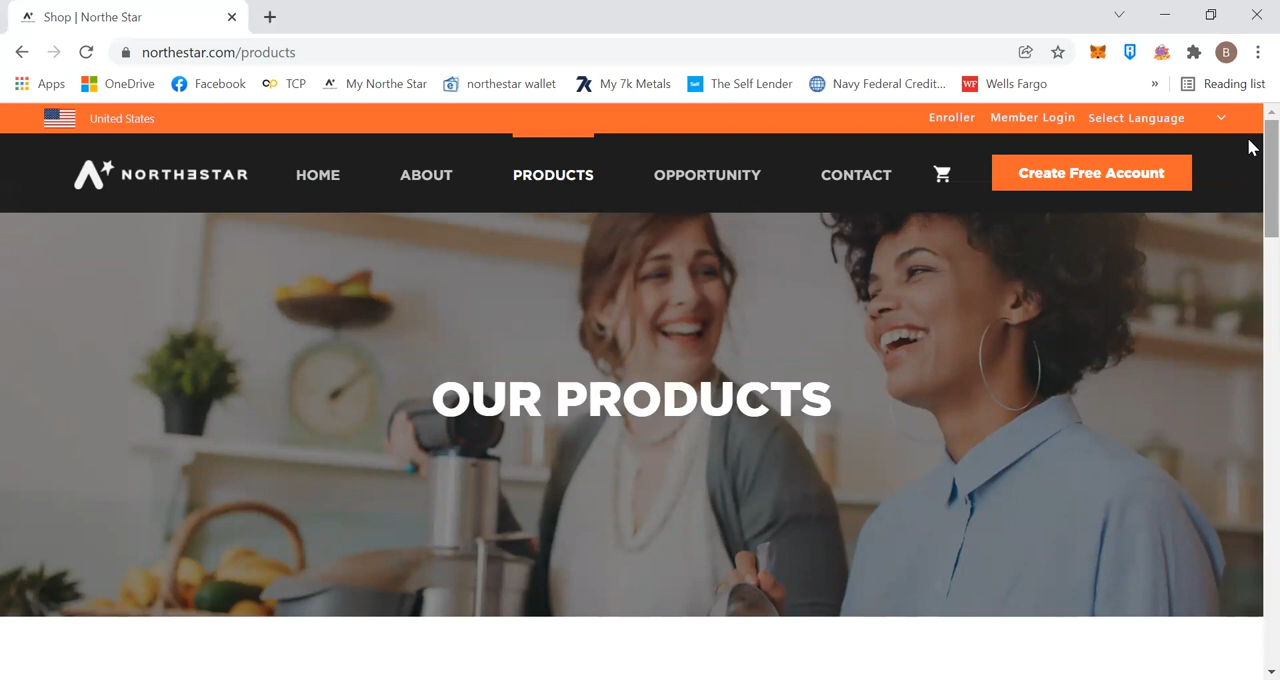 Shop | Northe Star
northestar.com/products
B
Apps OneDrive Facebook TCP My Northe Star northestar wallet My 7k Metals The Self Lender Navy Federal Credit... WF Wells Fargo » Reading list
United States Enroller Member Login Select Language
NORTHΞSTAR HOME ABOUT PRODUCTS OPPORTUNITY CONTACT Create Free Account
OUR PRODUCTS